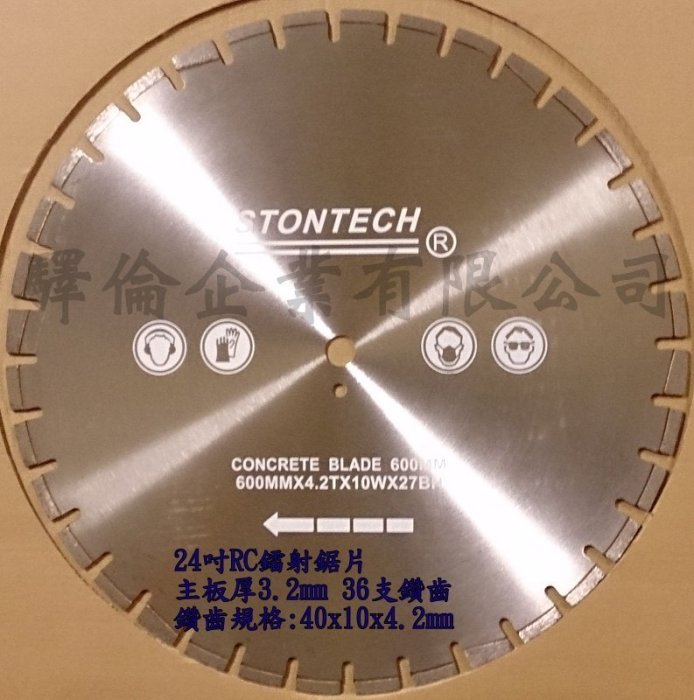 STONTECH
®
驛倫企業有限公司
CONCRETE BLADE 600MM
600MMX4.2TX10WX27BH
24吋RC鐳射鋸片
主板厚3.2mm 36支鑽齒
鑽齒規格:40x10x4.2mm